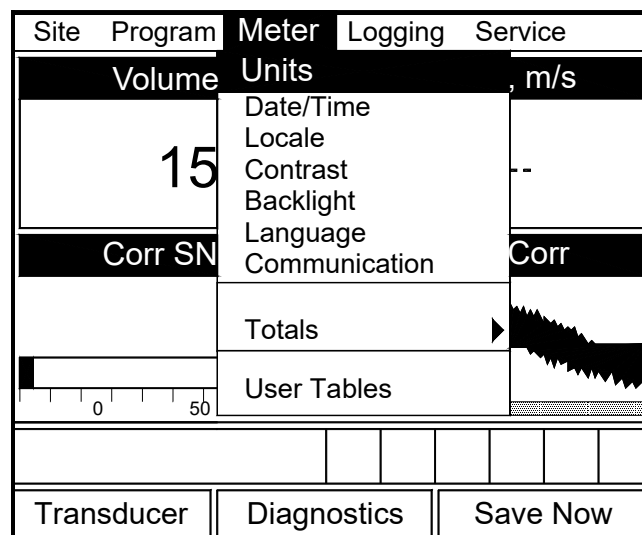 Site Program Meter Logging Service
Volume , m/s
Units
Date/Time
15
Locale
Contrast
--
Backlight
Language
Corr SN Corr
Communication
Totals
User Tables
0 50
Transducer Diagnostics Save Now